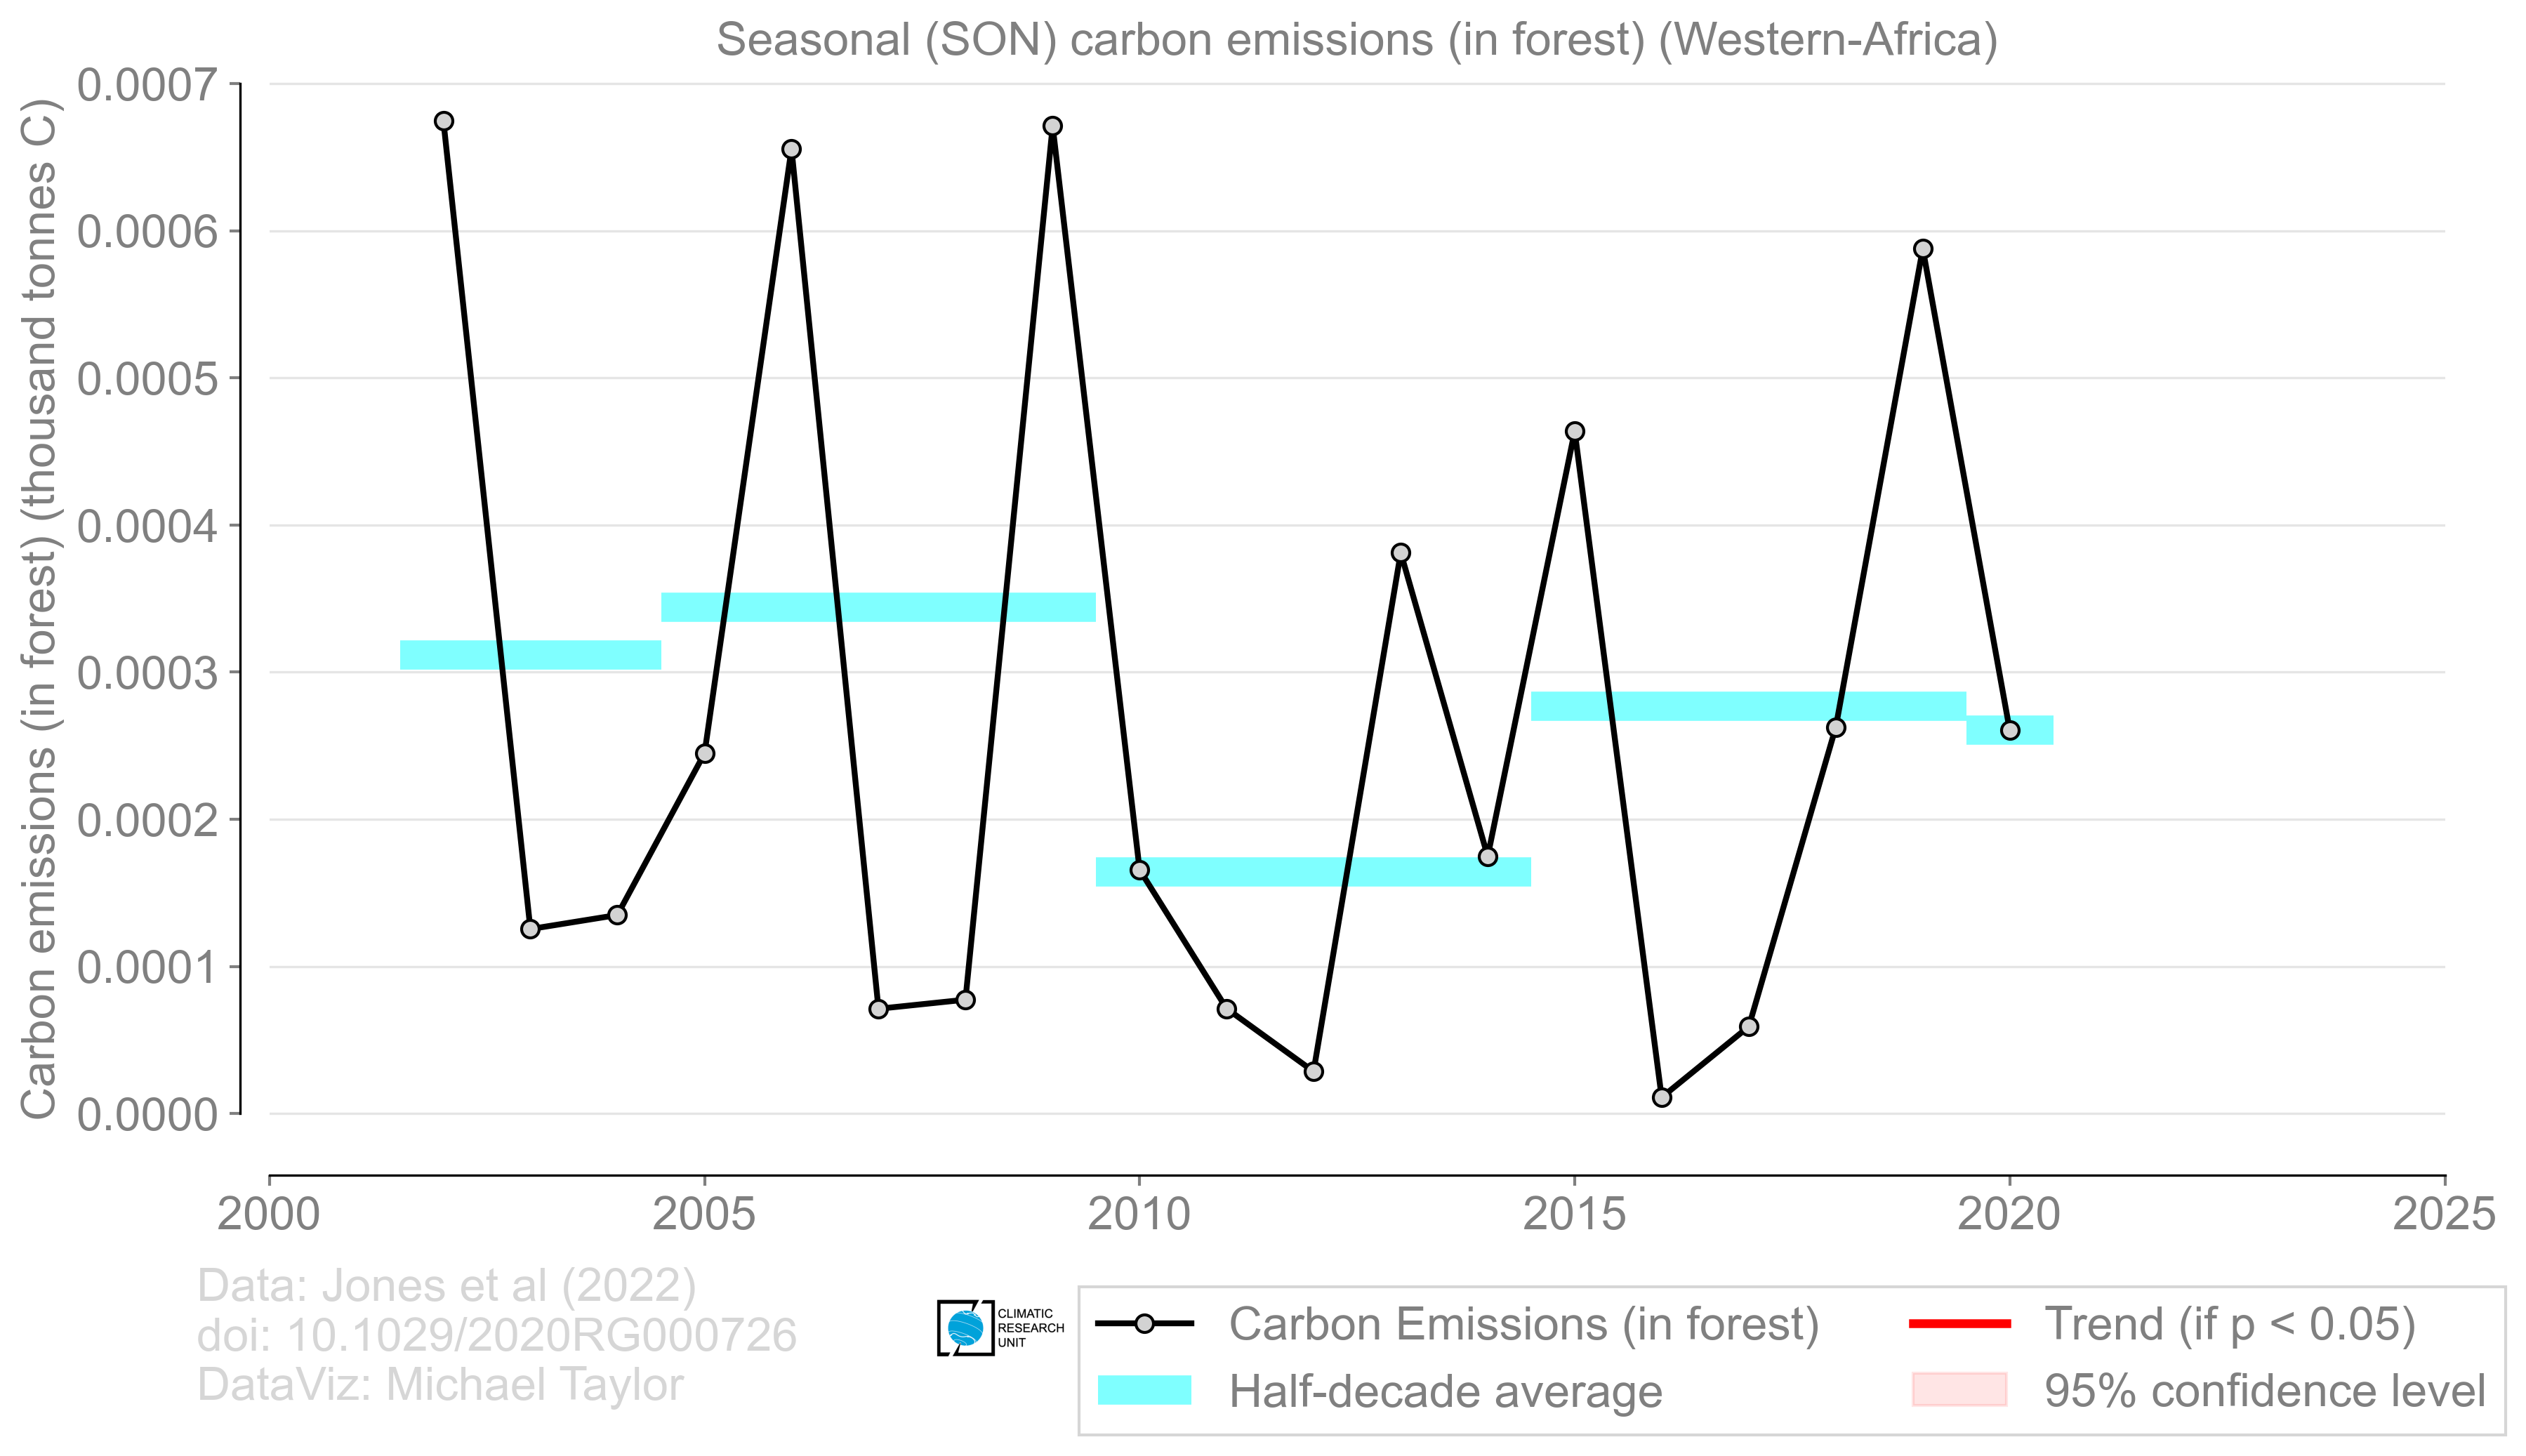 Seasonal (SON) carbon emissions (in forest) (Western-Africa)
Carbon emissions (in forest) (thousand tonnes C)
0.0007
0.0006
0.0005
0.0004
0.0003
0.0002
0.0001
0.0000
2000 2005 2010 2015 2020 2025
Data: Jones et al (2022)
doi: 10.1029/2020RG000726
DataViz: Michael Taylor
CLIMATIC
RESEARCH
UNIT
Carbon Emissions (in forest)
Half-decade average
Trend (if p < 0.05)
95% confidence level